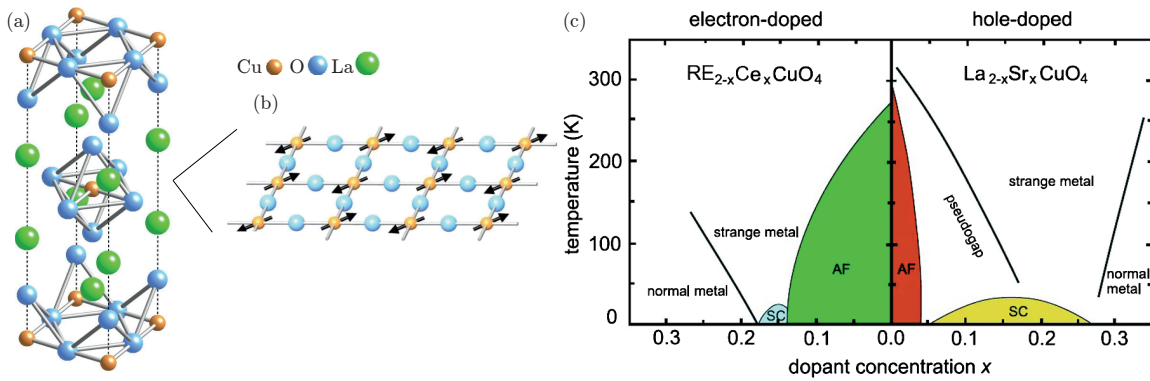 (a)
Cu O La
(b)
(c)
electron-doped hole-doped
RE2-xCexCuO4 La2-xSrxCuO4
temperature (K)
300
200
100
0
strange metal
normal metal
SC
AF
AF
pseudogap
strange metal
normal
metal
SC
0.3 0.2 0.1 0.0 0.1 0.2 0.3
dopant concentration x